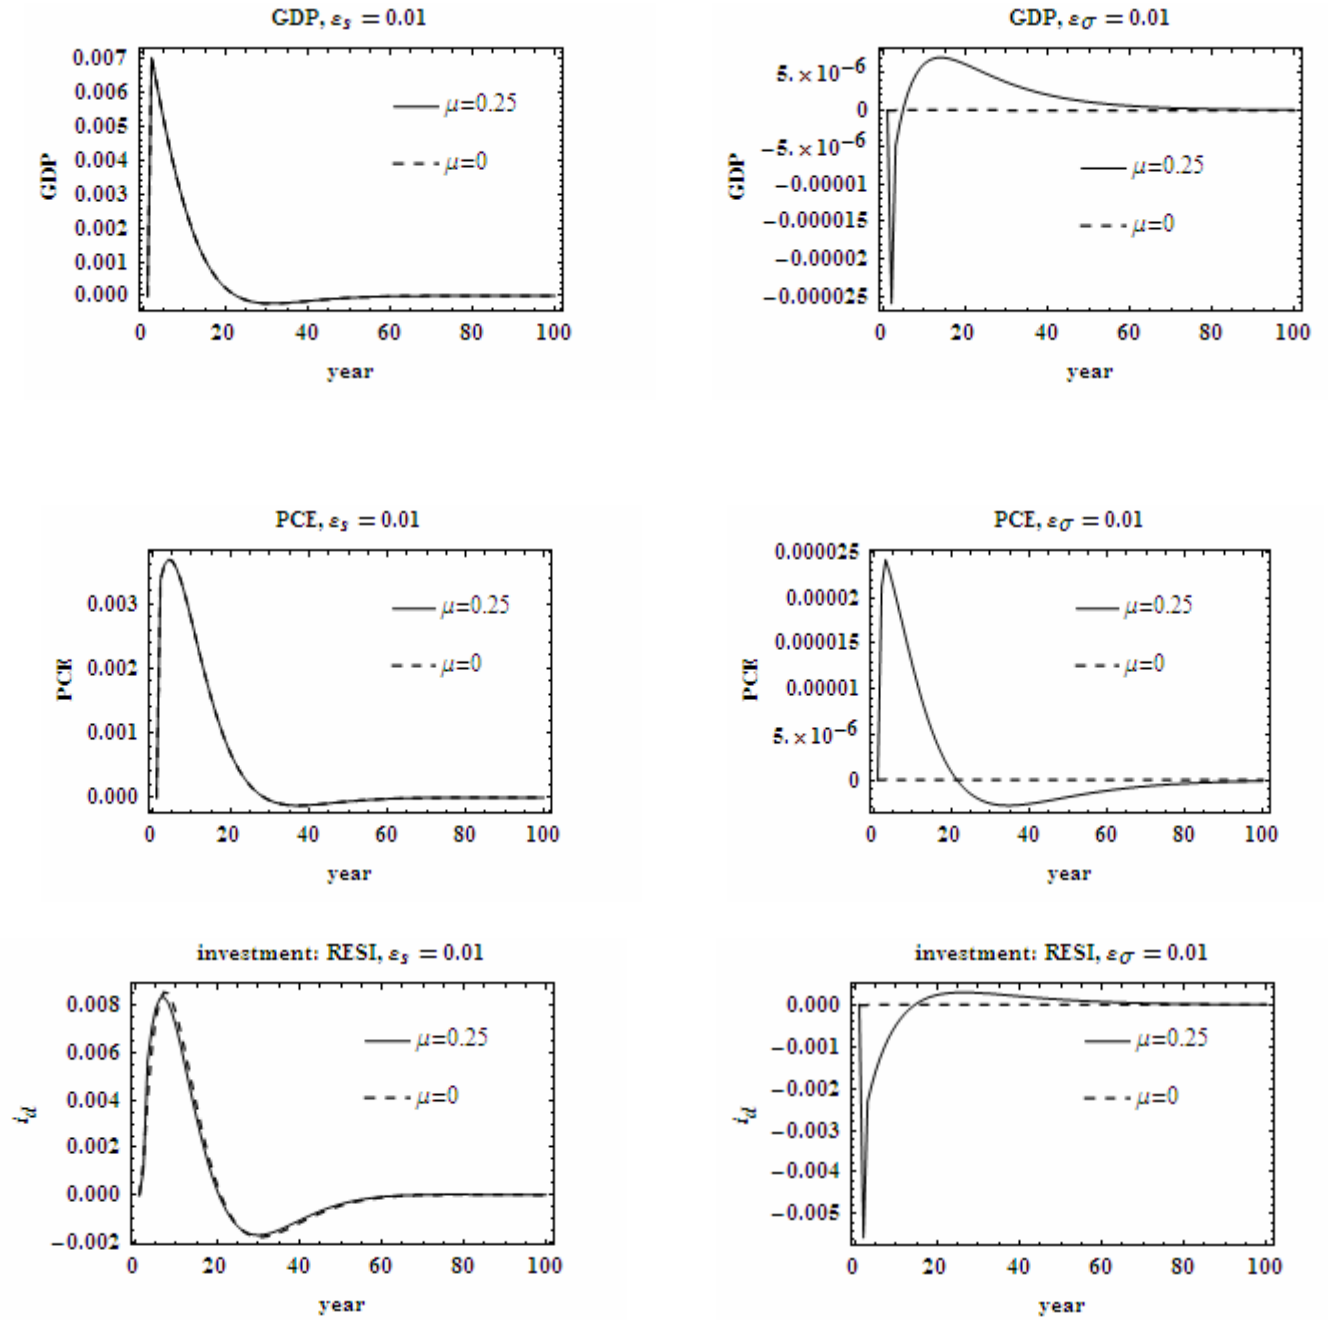 GDP, εs = 0.01
GDP
0.007
0.006
0.005
0.004
0.003
0.002
0.001
0.000
μ=0.25
μ=0
0 20 40 60 80 100
year
GDP, εσ = 0.01
GDP
5.×10⁻⁶
0
−5.×10⁻⁶
−0.00001
−0.000015
−0.00002
−0.000025
μ=0.25
μ=0
0 20 40 60 80 100
year
PCE, εs = 0.01
PCE
0.003
0.002
0.001
0.000
μ=0.25
μ=0
0 20 40 60 80 100
year
PCE, εσ = 0.01
PCE
0.000025
0.00002
0.000015
0.00001
5.×10⁻⁶
0
μ=0.25
μ=0
0 20 40 60 80 100
year
investment: RESI, εs = 0.01
id
0.008
0.006
0.004
0.002
0.000
−0.002
μ=0.25
μ=0
0 20 40 60 80 100
year
investment: RESI, εσ = 0.01
id
0.000
−0.001
−0.002
−0.003
−0.004
−0.005
μ=0.25
μ=0
0 20 40 60 80 100
year